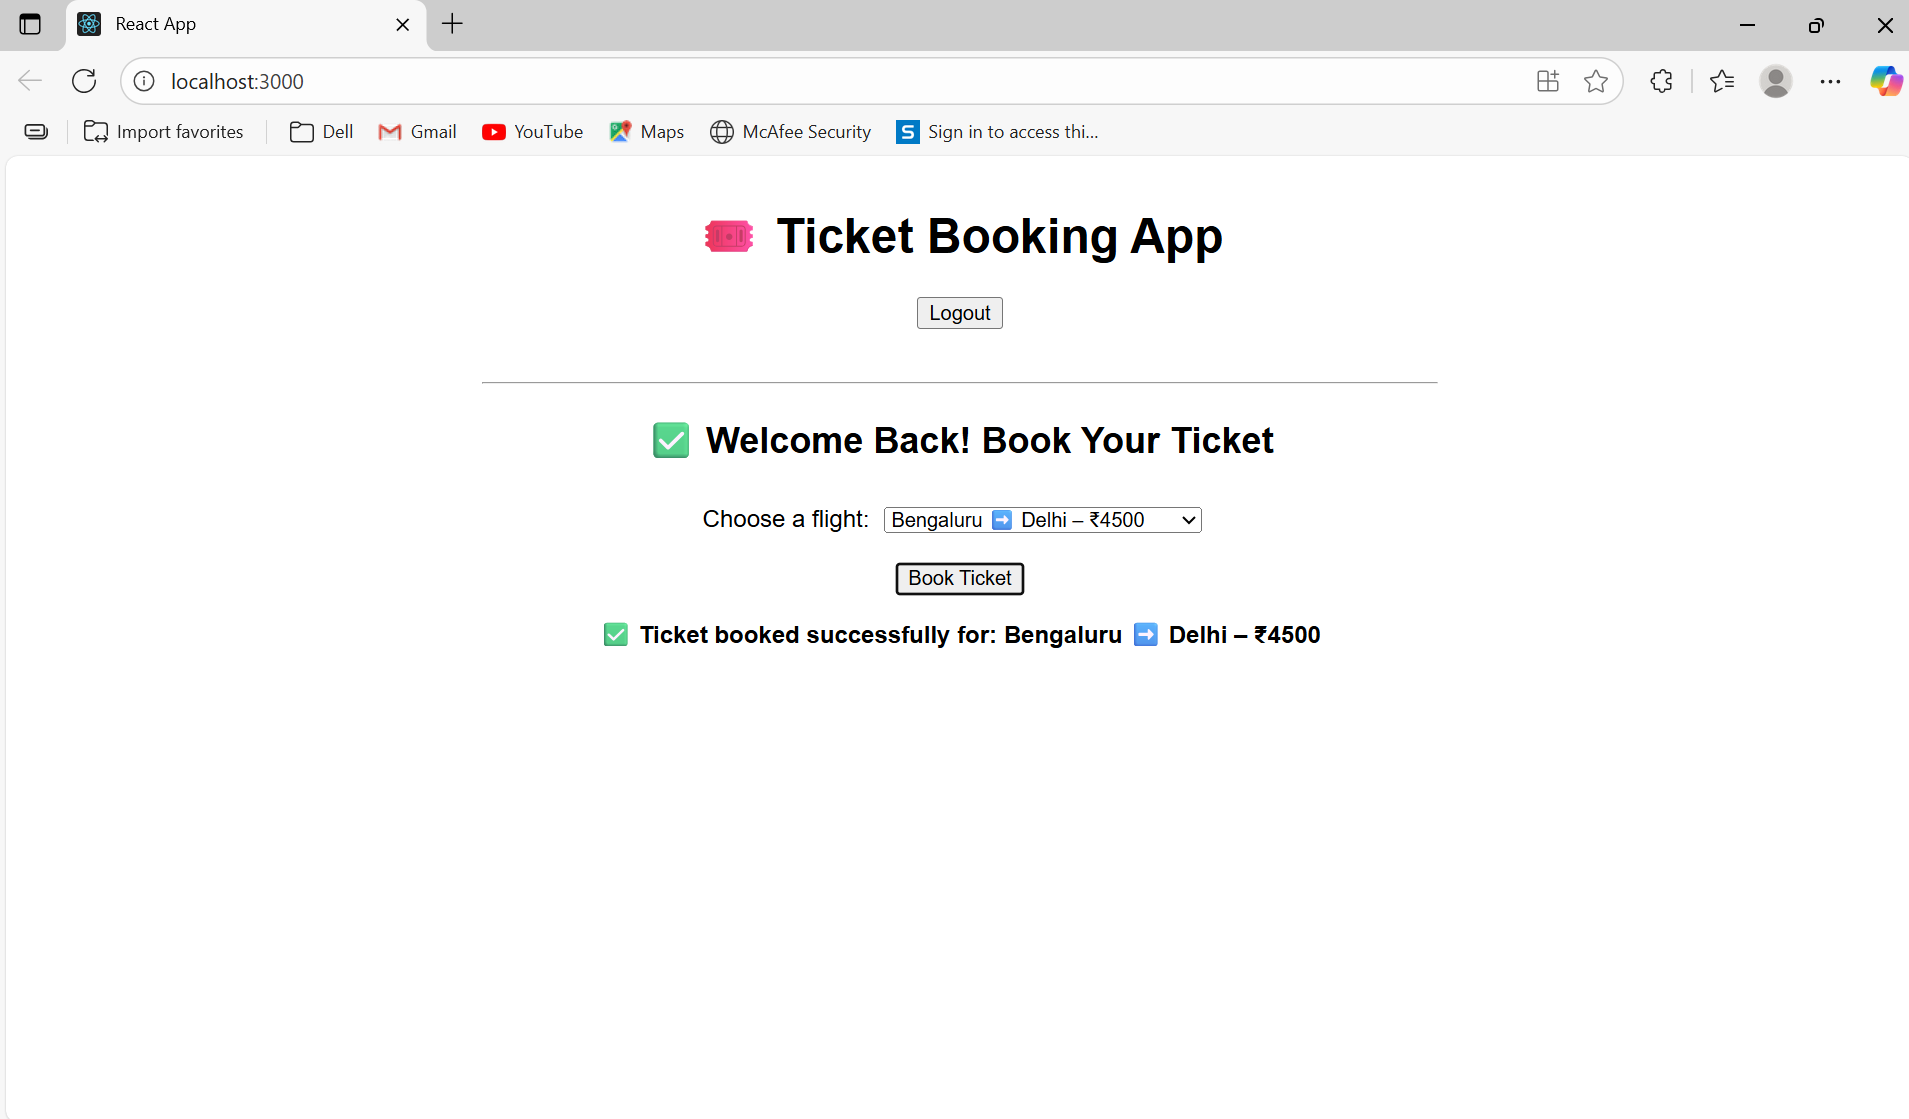 React App
localhost:3000
Import favorites Dell Gmail YouTube Maps McAfee Security S Sign in to access thi...
🎟️ Ticket Booking App
Logout
✅ Welcome Back! Book Your Ticket
Choose a flight: Bengaluru ➡️ Delhi – ₹4500
Book Ticket
✅ Ticket booked successfully for: Bengaluru ➡️ Delhi – ₹4500